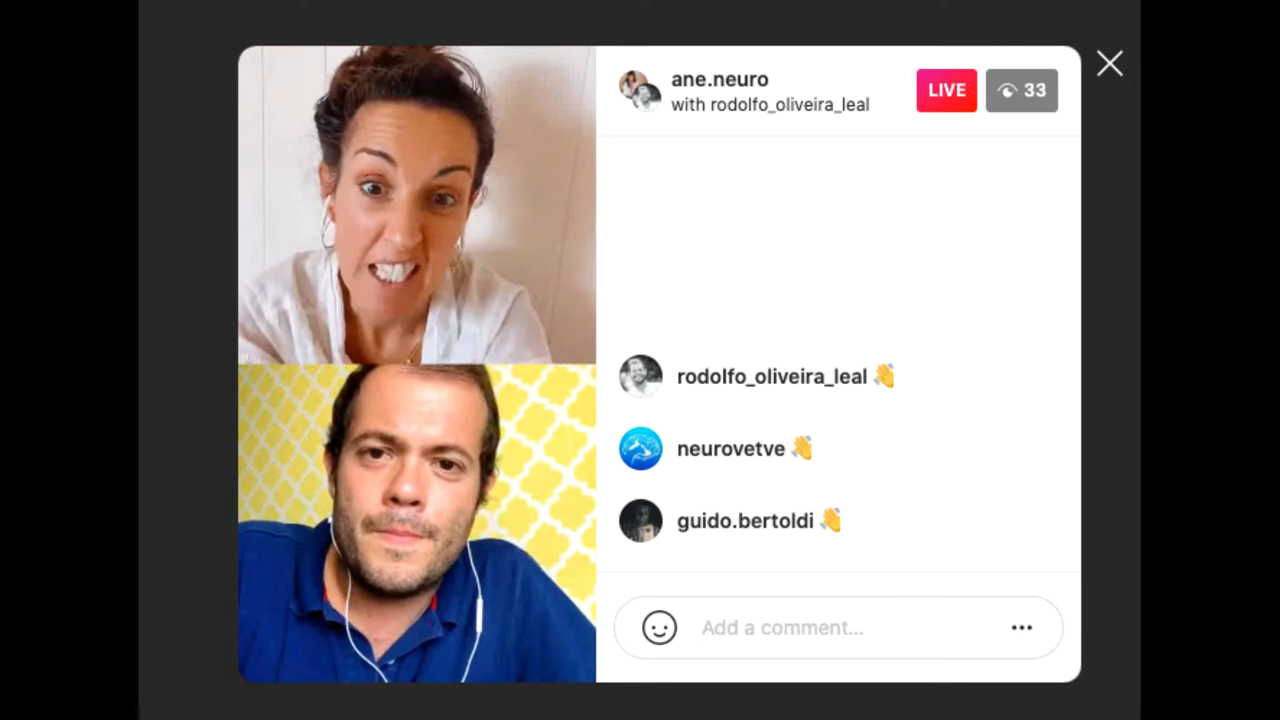 ane.neuro
with rodolfo_oliveira_leal
LIVE
33
rodolfo_oliveira_leal 👋
neurovetve 👋
guido.bertoldi 👋
Add a comment...